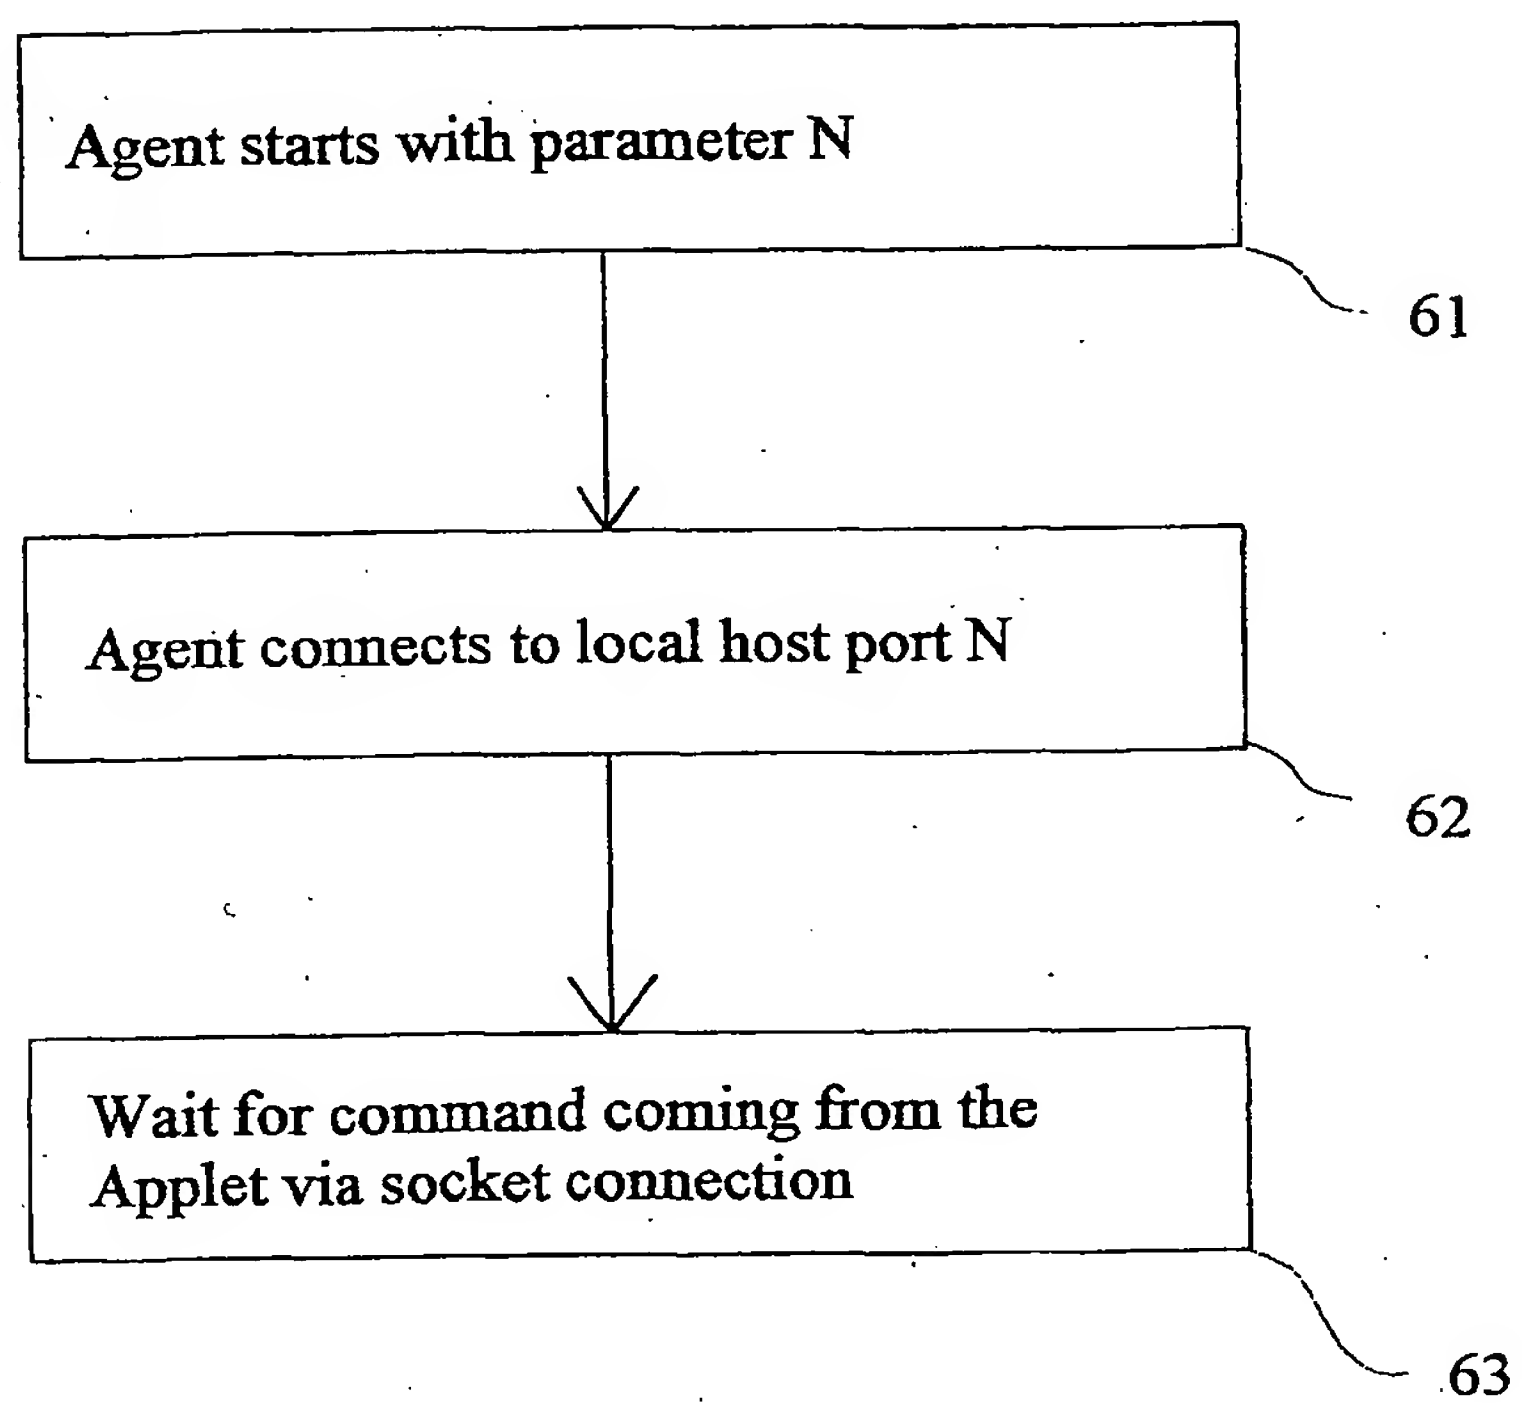 Agent starts with parameter N
61
Agent connects to local host port N
62
Wait for command coming from the
Applet via socket connection
63